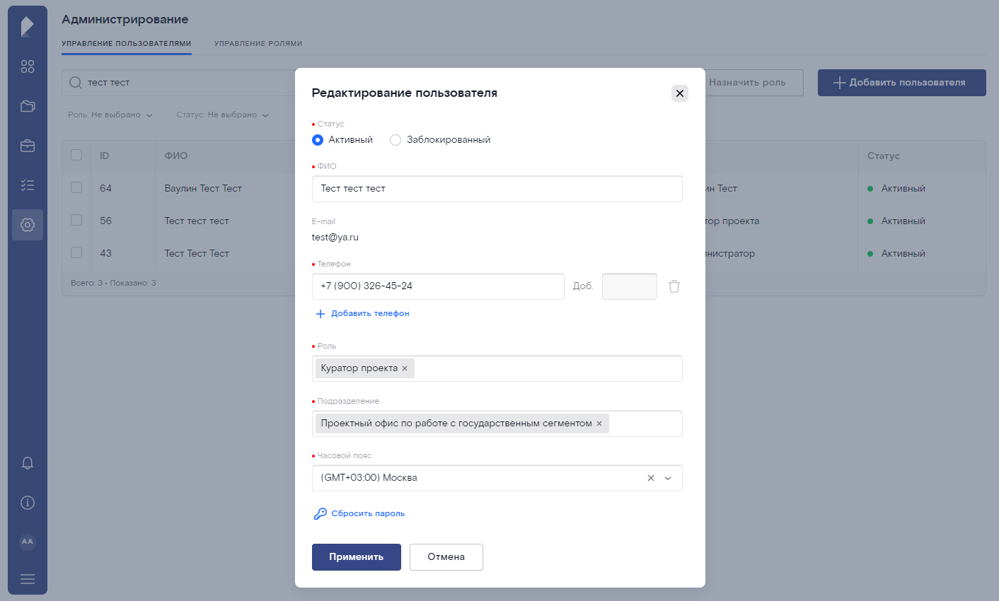 Администрирование
УПРАВЛЕНИЕ ПОЛЬЗОВАТЕЛЯМИ УПРАВЛЕНИЕ РОЛЯМИ
тест тест
Назначить роль
Добавить пользователя
Роль: Не выбрано Статус: Не выбрано
ID ФИО Статус
64 Ваулин Тест Тест ин Тест Активный
56 Тест тест тест тор проекта Активный
43 Тест Тест Тест инистратор Активный
Всего: 3 • Показано: 3
АА
Редактирование пользователя
• Статус
Активный Заблокированный
• ФИО
Тест тест тест
E-mail
test@ya.ru
• Телефон
+7 (900) 326-45-24 Доб.
Добавить телефон
• Роль
Куратор проекта ×
• Подразделение
Проектный офис по работе с государственным сегментом ×
• Часовой пояс
(GMT+03:00) Москва
Сбросить пароль
Применить Отмена